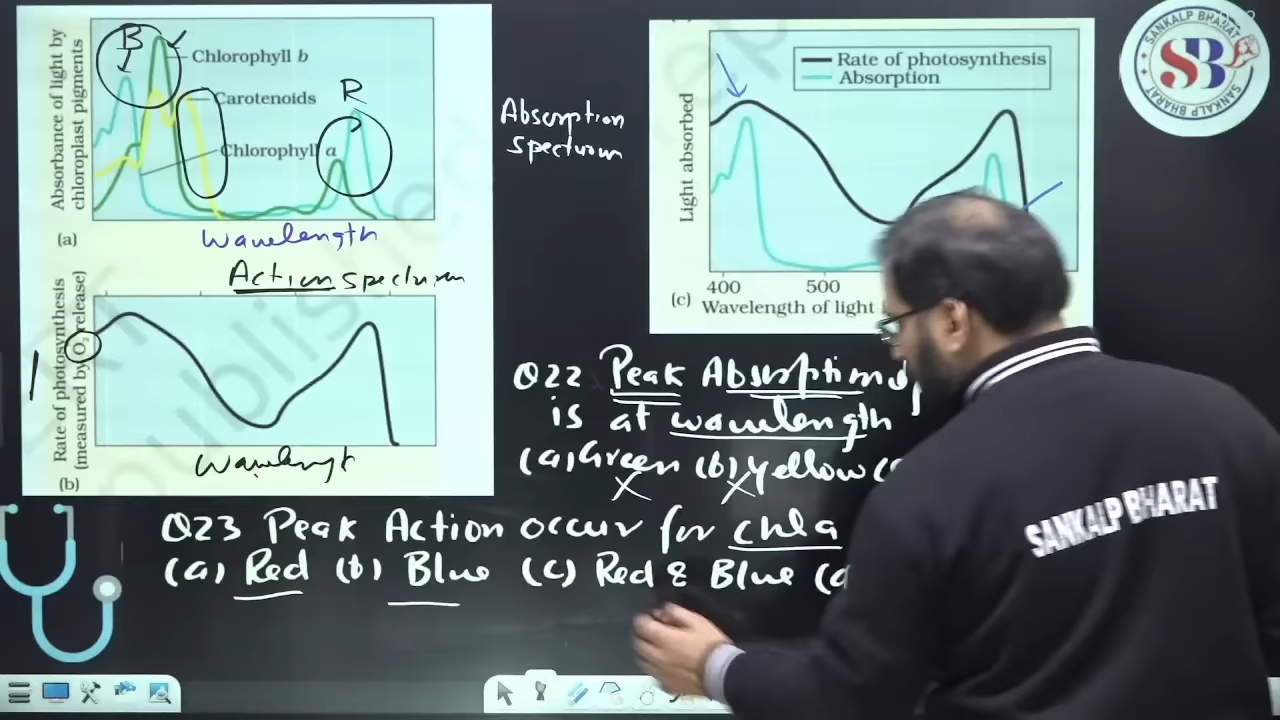 Absorbance of light by
chloroplast pigments
B
Chlorophyll b
Carotenoids
R
Chlorophyll a
(a)
Wavelength
Absorption
Spectrum
Action spectrum
Rate of photosynthesis
(measured by O2 release)
Wavelengt
(b)
Light absorbed
Rate of photosynthesis
Absorption
400
500
(c)
Wavelength of light
SANKALP BHARAT
SB
SANKALP BHARAT
Q22 Peak Absorption
is at wavelength
(a) Green (b) Yellow
Q23 Peak Action occur for chl a
(a) Red (b) Blue (c) Red & Blue
SANKALP BHARAT